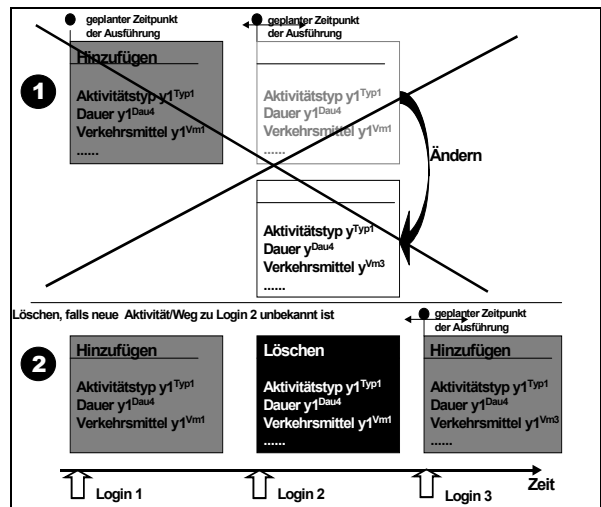 geplanter Zeitpunkt
der Ausführung
geplanter Zeitpunkt
der Ausführung
1
Hinzufügen
Aktivitätstyp y1Typ1
Dauer y1Dau4
Verkehrsmittel y1Vm1
......
Aktivitätstyp y1Typ1
Dauer y1Dau4
Verkehrsmittel y1Vm1
......
Ändern
Aktivitätstyp yTyp1
Dauer yDau4
Verkehrsmittel yVm3
......
Löschen, falls neue Aktivität/Weg zu Login 2 unbekannt ist
geplanter Zeitpunkt
der Ausführung
2
Hinzufügen
Aktivitätstyp y1Typ1
Dauer y1Dau4
Verkehrsmittel y1Vm1
Löschen
Aktivitätstyp y1Typ1
Dauer y1Dau4
Verkehrsmittel y1Vm1
......
Hinzufügen
Aktivitätstyp y1Typ1
Dauer y1Dau4
Verkehrsmittel y1Vm3
......
Zeit
Login 1
Login 2
Login 3